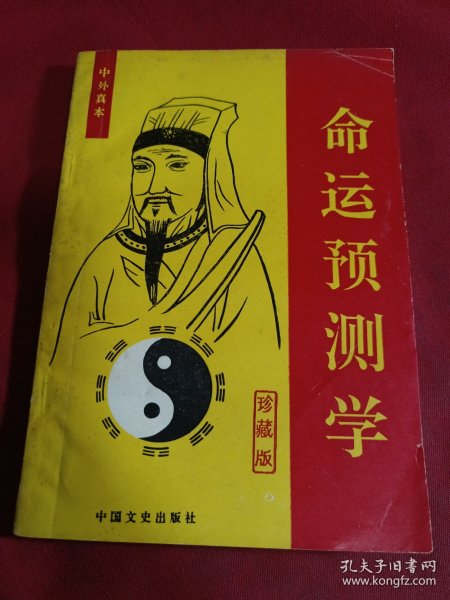 中外真本
命运预测学
珍藏版
中国文史出版社
孔夫子旧书网
www.kongfz.com